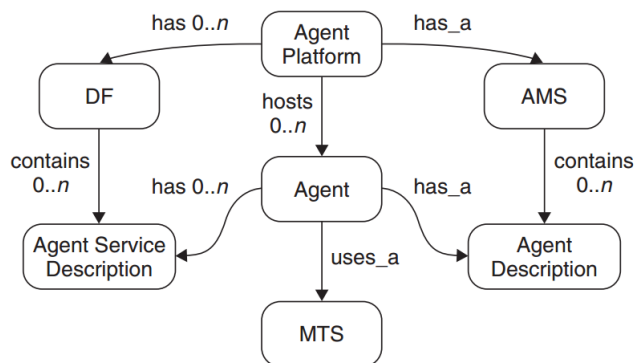 has 0..n
Agent
Platform
has_a
DF
hosts
0..n
AMS
contains
0..n
has 0..n
Agent
has_a
contains
0..n
Agent Service
Description
uses_a
Agent
Description
MTS